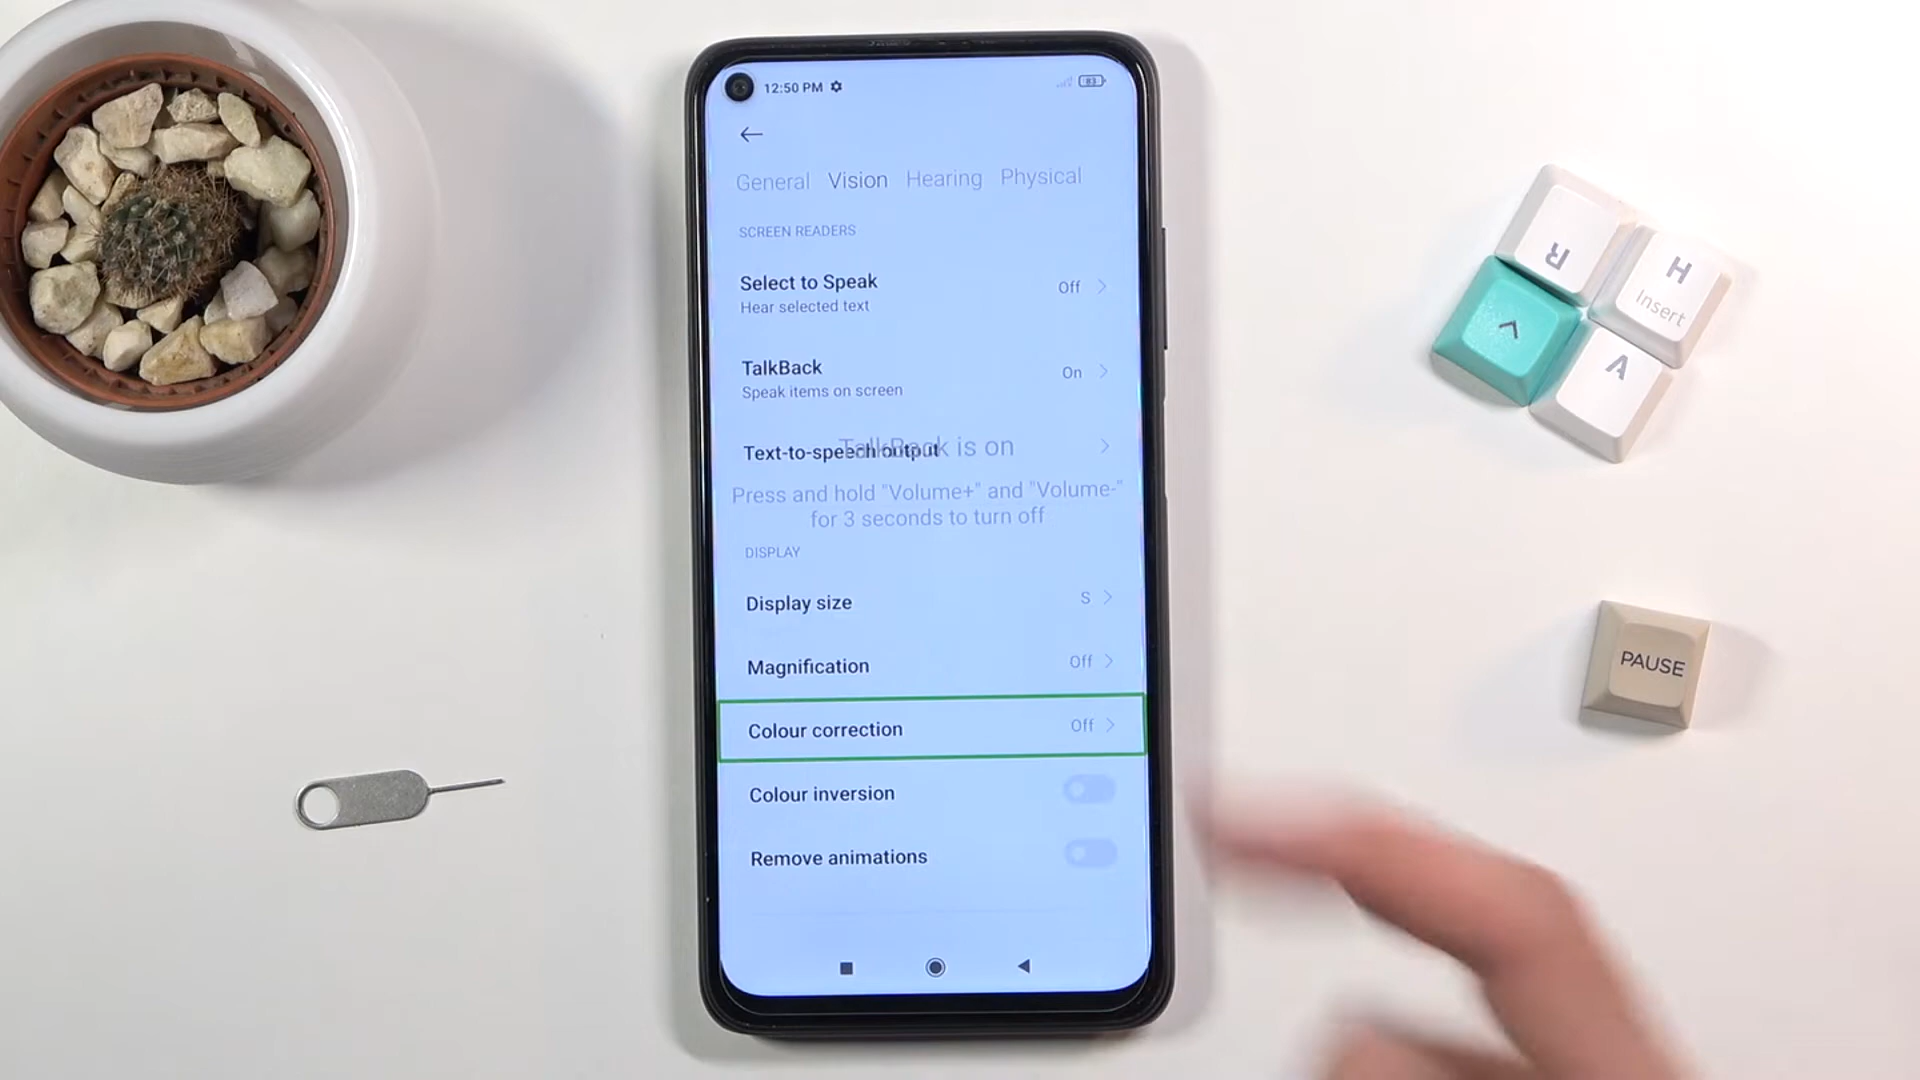 12:50 PM
83
General Vision Hearing Physical
SCREEN READERS
Select to Speak Off
Hear selected text
TalkBack On
Speak items on screen
Text-to-speech output
TalkBack is on
Press and hold "Volume+" and "Volume-"
for 3 seconds to turn off
DISPLAY
Display size S
Magnification Off
Colour correction Off
Colour inversion
Remove animations
R
H
Insert
^
A
PAUSE